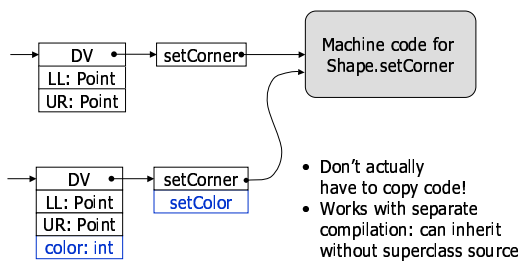 DV
setCorner
LL: Point
UR: Point
Machine code for
Shape.setCorner
DV
setCorner
LL: Point
setColor
UR: Point
color: int
• Don't actually
have to copy code!
• Works with separate
compilation: can inherit
without superclass source